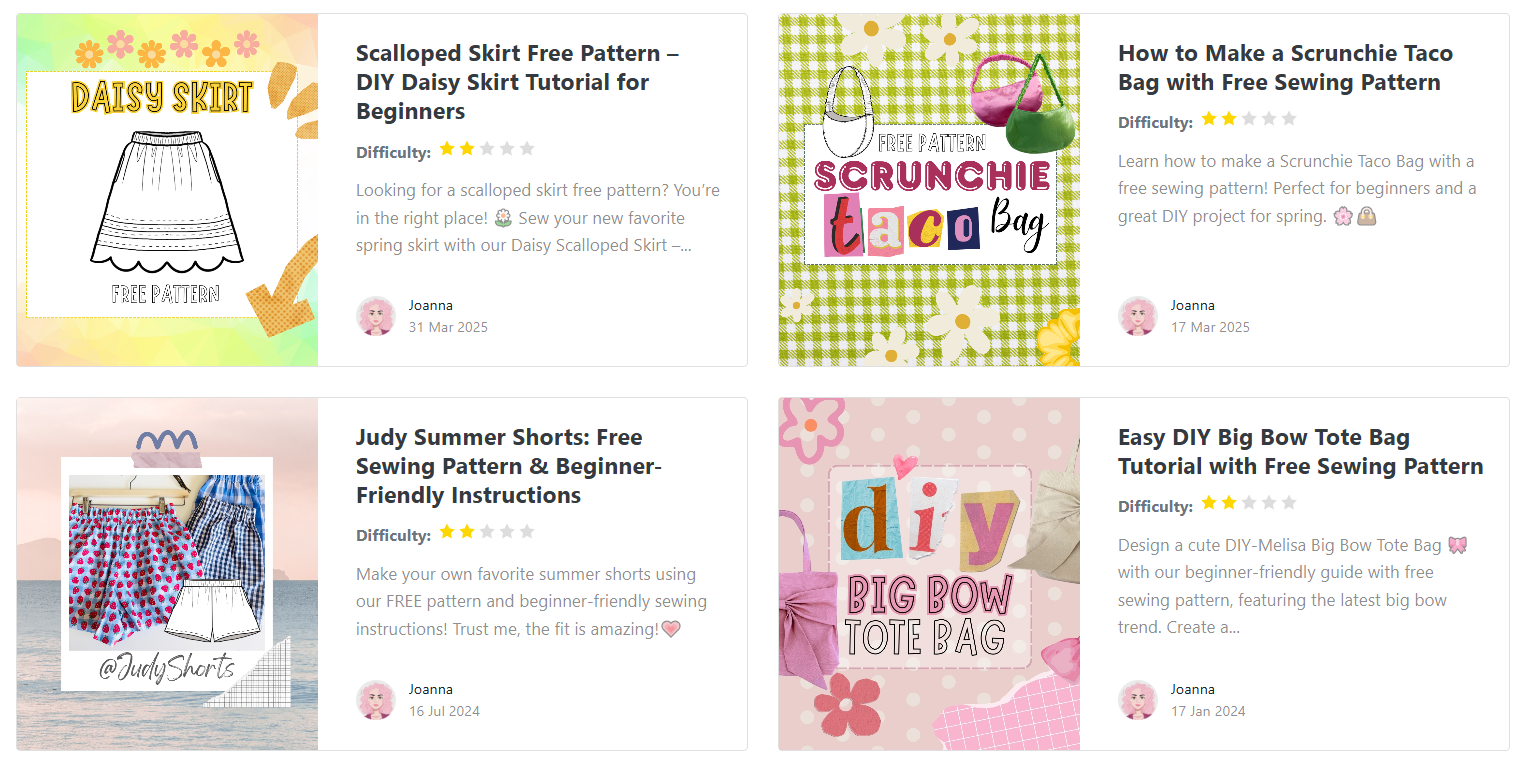 DAISY SKIRT
FREE PATTERN
Scalloped Skirt Free Pattern –
DIY Daisy Skirt Tutorial for
Beginners
Difficulty:
Looking for a scalloped skirt free pattern? You’re
in the right place! 🌼 Sew your new favorite
spring skirt with our Daisy Scalloped Skirt –...
Joanna
31 Mar 2025
FREE PATTERN
SCRUNCHIE
taco Bag
How to Make a Scrunchie Taco
Bag with Free Sewing Pattern
Difficulty:
Learn how to make a Scrunchie Taco Bag with a
free sewing pattern! Perfect for beginners and a
great DIY project for spring. 🌸👜
Joanna
17 Mar 2025
@JudyShorts
Judy Summer Shorts: Free
Sewing Pattern & Beginner-
Friendly Instructions
Difficulty:
Make your own favorite summer shorts using
our FREE pattern and beginner-friendly sewing
instructions! Trust me, the fit is amazing!💗
Joanna
16 Jul 2024
diy
BIG BOW
TOTE BAG
Easy DIY Big Bow Tote Bag
Tutorial with Free Sewing Pattern
Difficulty:
Design a cute DIY-Melisa Big Bow Tote Bag 🎀
with our beginner-friendly guide with free
sewing pattern, featuring the latest big bow
trend. Create a...
Joanna
17 Jan 2024